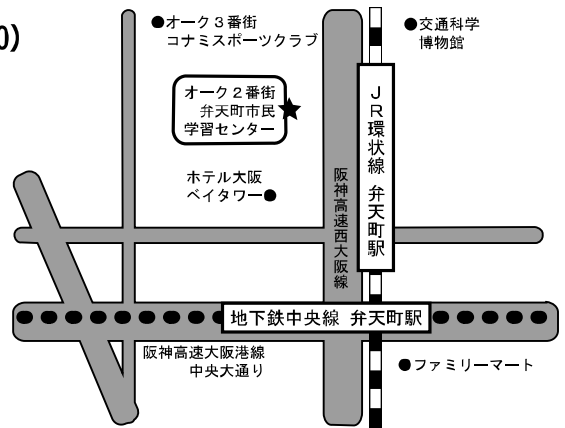 0)
●オーク3番街
コナミスポーツクラブ
●交通科学
博物館
オーク2番街
弁天町市民
学習センター
★
JR環状線 弁天町駅
ホテル大阪
ベイタワー●
阪神高速西大阪線
地下鉄中央線 弁天町駅
阪神高速大阪港線
中央大通り
●ファミリーマート